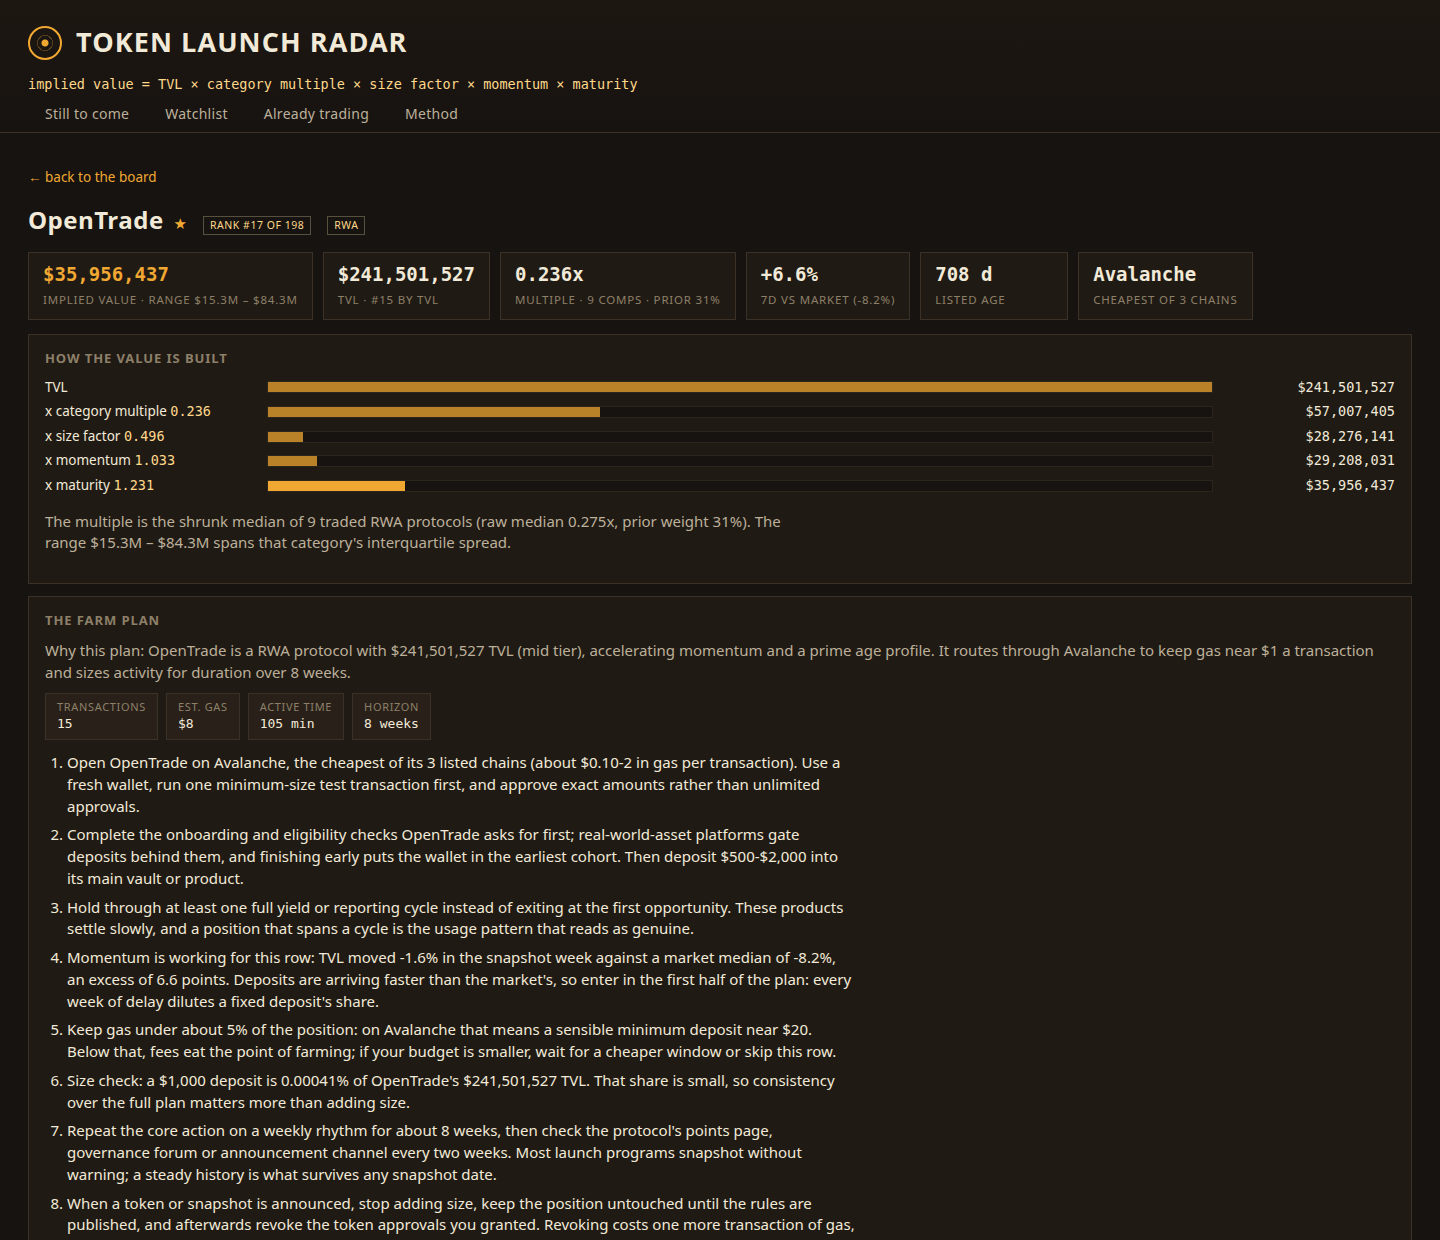 TOKEN LAUNCH RADAR
implied value = TVL × category multiple × size factor × momentum × maturity
Still to come Watchlist Already trading Method
← back to the board
OpenTrade ★ RANK #17 OF 198 RWA
$35,956,437
IMPLIED VALUE · RANGE $15.3M – $84.3M
$241,501,527
TVL · #15 BY TVL
0.236x
MULTIPLE · 9 COMPS · PRIOR 31%
+6.6%
7D VS MARKET (-8.2%)
708 d
LISTED AGE
Avalanche
CHEAPEST OF 3 CHAINS
HOW THE VALUE IS BUILT
TVL $241,501,527
x category multiple 0.236 $57,007,405
x size factor 0.496 $28,276,141
x momentum 1.033 $29,208,031
x maturity 1.231 $35,956,437
The multiple is the shrunk median of 9 traded RWA protocols (raw median 0.275x, prior weight 31%). The
range $15.3M – $84.3M spans that category's interquartile spread.
THE FARM PLAN
Why this plan: OpenTrade is a RWA protocol with $241,501,527 TVL (mid tier), accelerating momentum and a prime age profile. It routes through Avalanche to keep gas near $1 a transaction
and sizes activity for duration over 8 weeks.
TRANSACTIONS
15
EST. GAS
$8
ACTIVE TIME
105 min
HORIZON
8 weeks
1. Open OpenTrade on Avalanche, the cheapest of its 3 listed chains (about $0.10-2 in gas per transaction). Use a
fresh wallet, run one minimum-size test transaction first, and approve exact amounts rather than unlimited
approvals.
2. Complete the onboarding and eligibility checks OpenTrade asks for first; real-world-asset platforms gate
deposits behind them, and finishing early puts the wallet in the earliest cohort. Then deposit $500-$2,000 into
its main vault or product.
3. Hold through at least one full yield or reporting cycle instead of exiting at the first opportunity. These products
settle slowly, and a position that spans a cycle is the usage pattern that reads as genuine.
4. Momentum is working for this row: TVL moved -1.6% in the snapshot week against a market median of -8.2%,
an excess of 6.6 points. Deposits are arriving faster than the market's, so enter in the first half of the plan: every
week of delay dilutes a fixed deposit's share.
5. Keep gas under about 5% of the position: on Avalanche that means a sensible minimum deposit near $20.
Below that, fees eat the point of farming; if your budget is smaller, wait for a cheaper window or skip this row.
6. Size check: a $1,000 deposit is 0.00041% of OpenTrade's $241,501,527 TVL. That share is small, so consistency
over the full plan matters more than adding size.
7. Repeat the core action on a weekly rhythm for about 8 weeks, then check the protocol's points page,
governance forum or announcement channel every two weeks. Most launch programs snapshot without
warning; a steady history is what survives any snapshot date.
8. When a token or snapshot is announced, stop adding size, keep the position untouched until the rules are
published, and afterwards revoke the token approvals you granted. Revoking costs one more transaction of gas,